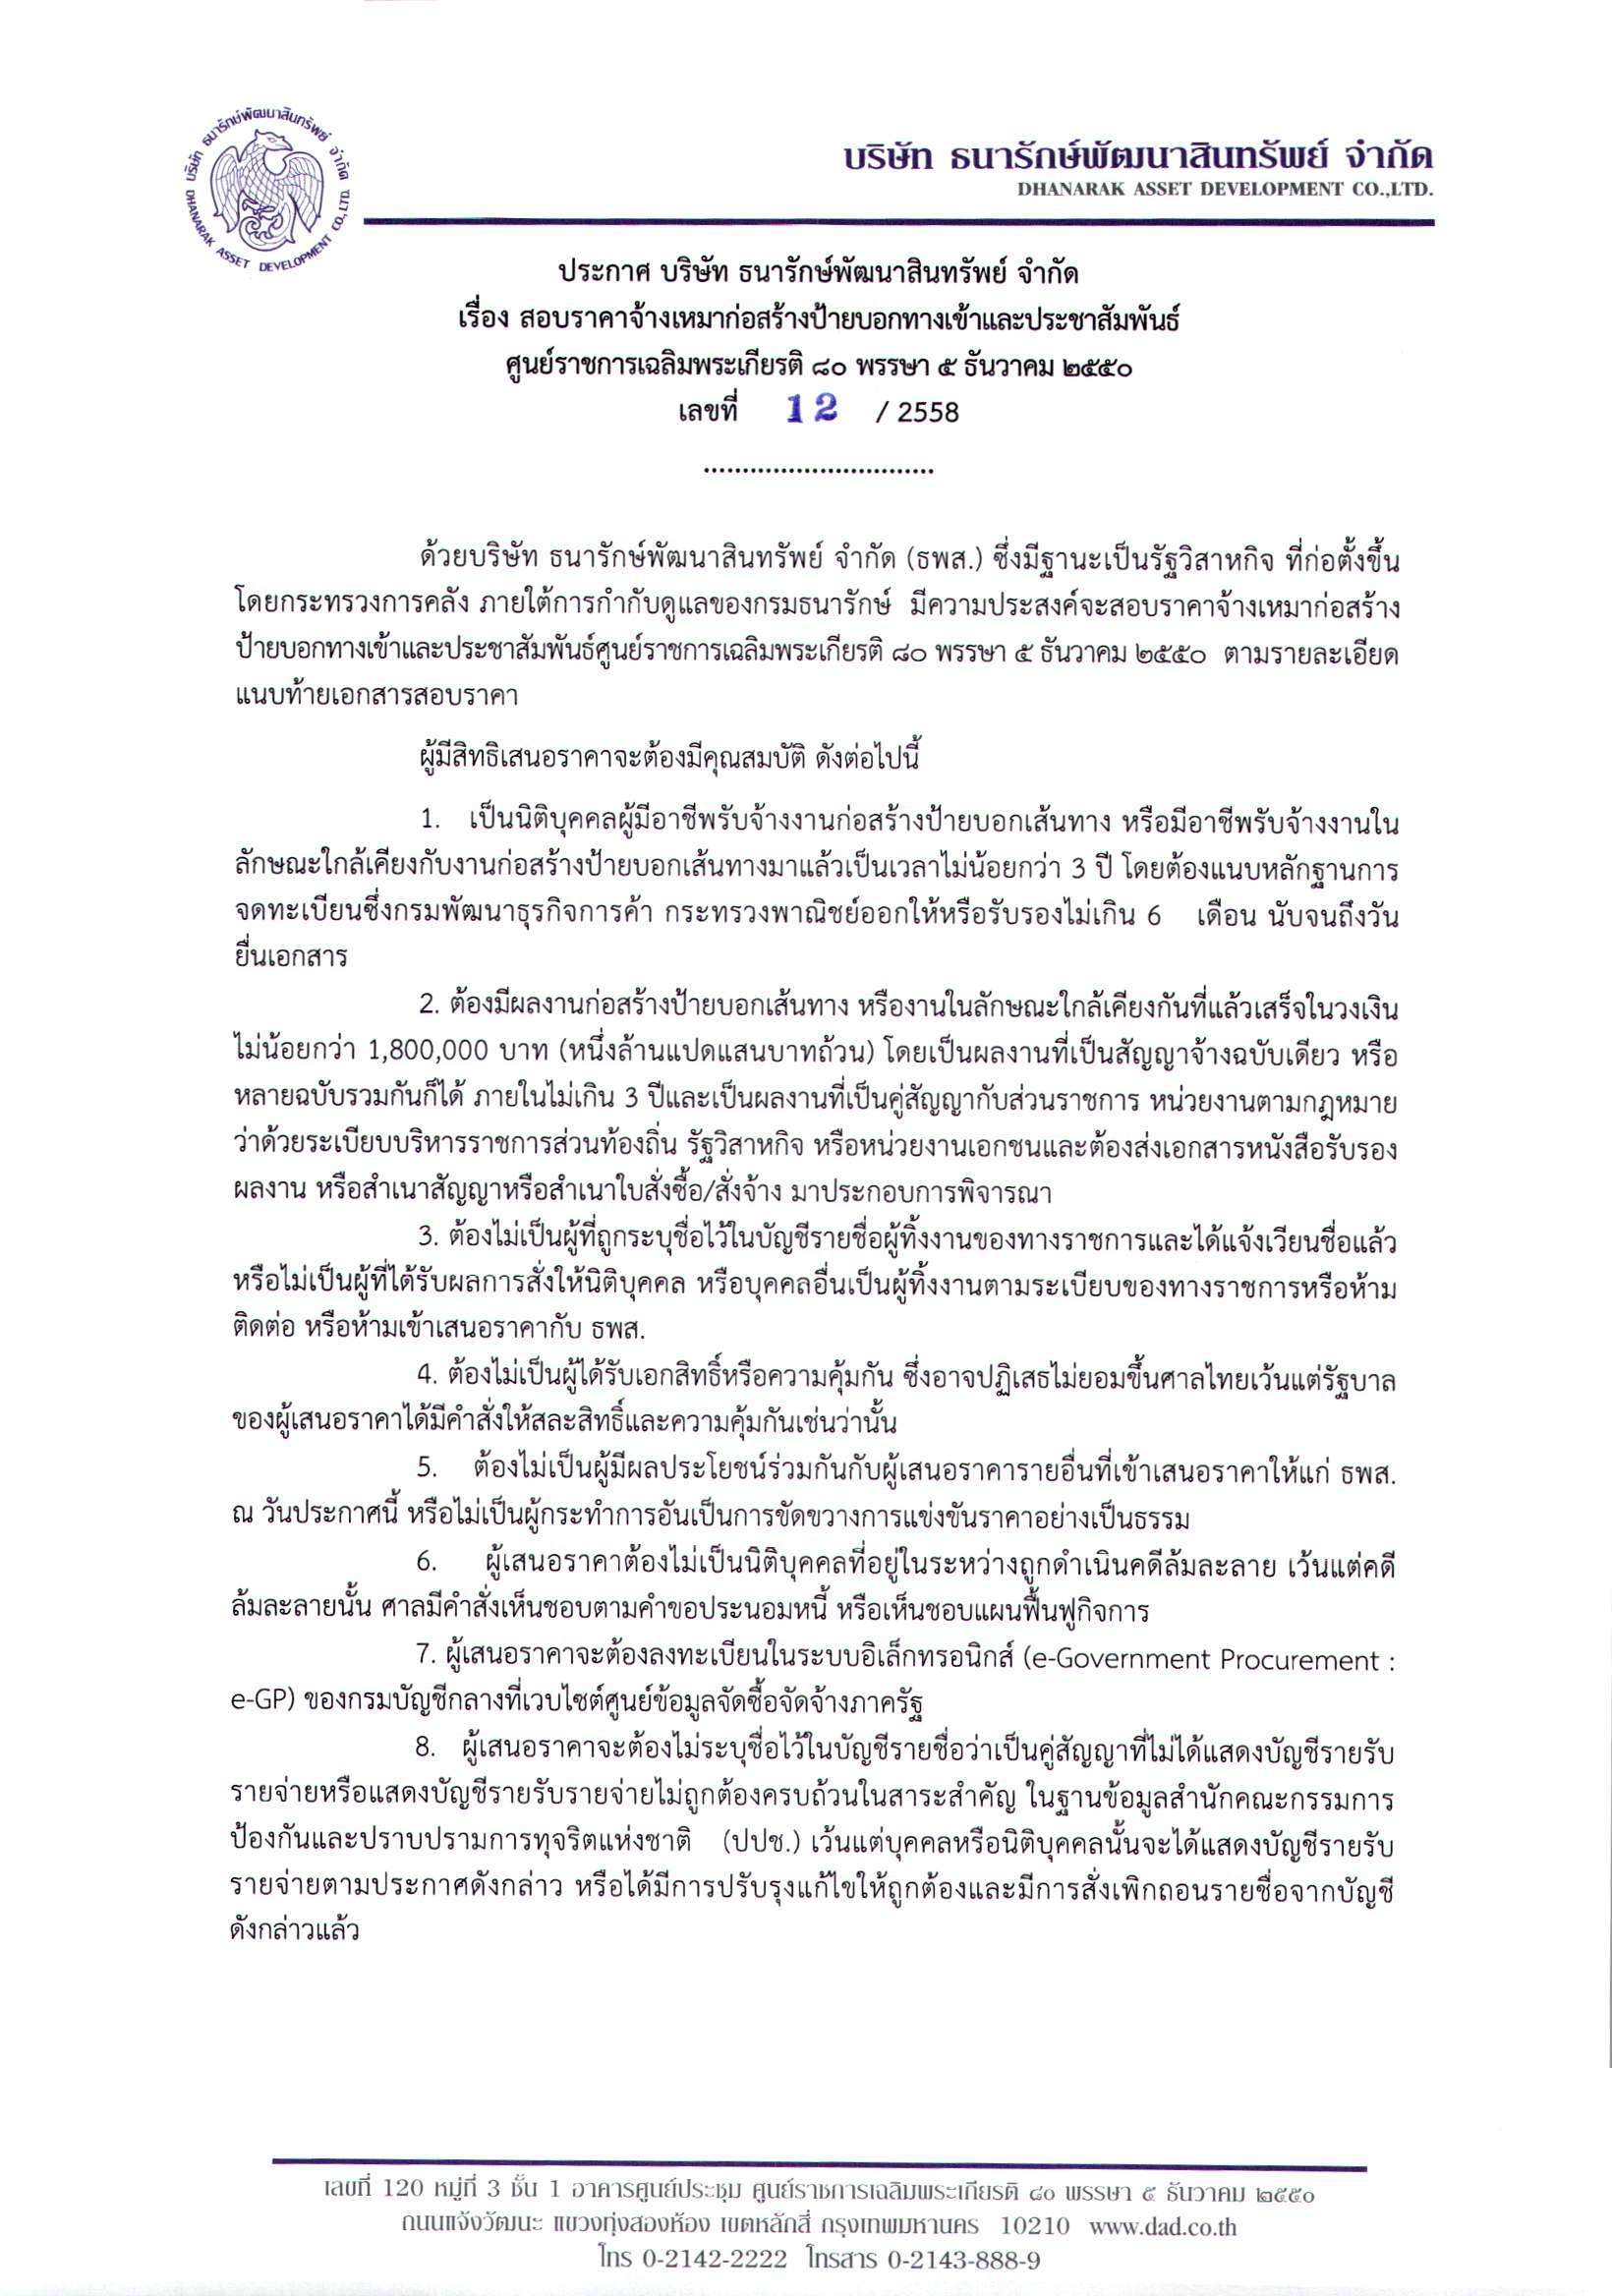 บริษัท ธนารักษ์พัฒนาสินทรัพย์ จำกัด
DHANARAK ASSET DEVELOPMENT CO.,LTD.
บริษัท ธนารักษ์พัฒนาสินทรัพย์ จำกัด
DHANARAK ASSET DEVELOPMENT CO.,LTD.
ประกาศ บริษัท ธนารักษ์พัฒนาสินทรัพย์ จำกัด
เรื่อง สอบราคาจ้างเหมาก่อสร้างป้ายบอกทางเข้าและประชาสัมพันธ์
ศูนย์ราชการเฉลิมพระเกียรติ ๘๐ พรรษา ๕ ธันวาคม ๒๕๕๐
เลขที่ 12 / 2558
..............................
ด้วยบริษัท ธนารักษ์พัฒนาสินทรัพย์ จำกัด (ธพส.) ซึ่งมีฐานะเป็นรัฐวิสาหกิจ ที่ก่อตั้งขึ้น
โดยกระทรวงการคลัง ภายใต้การกำกับดูแลของกรมธนารักษ์ มีความประสงค์จะสอบราคาจ้างเหมาก่อสร้าง
ป้ายบอกทางเข้าและประชาสัมพันธ์ศูนย์ราชการเฉลิมพระเกียรติ ๘๐ พรรษา ๕ ธันวาคม ๒๕๕๐ ตามรายละเอียด
แนบท้ายเอกสารสอบราคา
ผู้มีสิทธิเสนอราคาจะต้องมีคุณสมบัติ ดังต่อไปนี้
1. เป็นนิติบุคคลผู้มีอาชีพรับจ้างงานก่อสร้างป้ายบอกเส้นทาง หรือมีอาชีพรับจ้างงานใน
ลักษณะใกล้เคียงกับงานก่อสร้างป้ายบอกเส้นทางมาแล้วเป็นเวลาไม่น้อยกว่า 3 ปี โดยต้องแนบหลักฐานการ
จดทะเบียนซึ่งกรมพัฒนาธุรกิจการค้า กระทรวงพาณิชย์ออกให้หรือรับรองไม่เกิน 6 เดือน นับจนถึงวัน
ยื่นเอกสาร
2. ต้องมีผลงานก่อสร้างป้ายบอกเส้นทาง หรืองานในลักษณะใกล้เคียงกันที่แล้วเสร็จในวงเงิน
ไม่น้อยกว่า 1,800,000 บาท (หนึ่งล้านแปดแสนบาทถ้วน) โดยเป็นผลงานที่เป็นสัญญาจ้างฉบับเดียว หรือ
หลายฉบับรวมกันก็ได้ ภายในไม่เกิน 3 ปีและเป็นผลงานที่เป็นคู่สัญญากับส่วนราชการ หน่วยงานตามกฎหมาย
ว่าด้วยระเบียบบริหารราชการส่วนท้องถิ่น รัฐวิสาหกิจ หรือหน่วยงานเอกชนและต้องส่งเอกสารหนังสือรับรอง
ผลงาน หรือสำเนาสัญญาหรือสำเนาใบสั่งซื้อ/สั่งจ้าง มาประกอบการพิจารณา
3. ต้องไม่เป็นผู้ที่ถูกระบุชื่อไว้ในบัญชีรายชื่อผู้ทิ้งงานของทางราชการและได้แจ้งเวียนชื่อแล้ว
หรือไม่เป็นผู้ที่ได้รับผลการสั่งให้นิติบุคคล หรือบุคคลอื่นเป็นผู้ทิ้งงานตามระเบียบของทางราชการหรือห้าม
ติดต่อ หรือห้ามเข้าเสนอราคากับ ธพส.
4. ต้องไม่เป็นผู้ได้รับเอกสิทธิ์หรือความคุ้มกัน ซึ่งอาจปฏิเสธไม่ยอมขึ้นศาลไทยเว้นแต่รัฐบาล
ของผู้เสนอราคาได้มีคำสั่งให้สละสิทธิ์และความคุ้มกันเช่นว่านั้น
5. ต้องไม่เป็นผู้มีผลประโยชน์ร่วมกันกับผู้เสนอราคารายอื่นที่เข้าเสนอราคาให้แก่ ธพส.
ณ วันประกาศนี้ หรือไม่เป็นผู้กระทำการอันเป็นการขัดขวางการแข่งขันราคาอย่างเป็นธรรม
6. ผู้เสนอราคาต้องไม่เป็นนิติบุคคลที่อยู่ในระหว่างถูกดำเนินคดีล้มละลาย เว้นแต่คดี
ล้มละลายนั้น ศาลมีคำสั่งเห็นชอบตามคำขอประนอมหนี้ หรือเห็นชอบแผนฟื้นฟูกิจการ
7. ผู้เสนอราคาจะต้องลงทะเบียนในระบบอิเล็กทรอนิกส์ (e-Government Procurement :
e-GP) ของกรมบัญชีกลางที่เวบไซต์ศูนย์ข้อมูลจัดซื้อจัดจ้างภาครัฐ
8. ผู้เสนอราคาจะต้องไม่ระบุชื่อไว้ในบัญชีรายชื่อว่าเป็นคู่สัญญาที่ไม่ได้แสดงบัญชีรายรับ
รายจ่ายหรือแสดงบัญชีรายรับรายจ่ายไม่ถูกต้องครบถ้วนในสาระสำคัญ ในฐานข้อมูลสำนักคณะกรรมการ
ป้องกันและปราบปรามการทุจริตแห่งชาติ (ปปช.) เว้นแต่บุคคลหรือนิติบุคคลนั้นจะได้แสดงบัญชีรายรับ
รายจ่ายตามประกาศดังกล่าว หรือได้มีการปรับรุงแก้ไขให้ถูกต้องและมีการสั่งเพิกถอนรายชื่อจากบัญชี
ดังกล่าวแล้ว
เลขที่ 120 หมู่ที่ 3 ชั้น 1 อาคารศูนย์ประชุม ศูนย์ราชการเฉลิมพระเกียรติ ๘๐ พรรษา ๕ ธันวาคม ๒๕๕๐
ถนนแจ้งวัฒนะ แขวงทุ่งสองห้อง เขตหลักสี่ กรุงเทพมหานคร 10210 www.dad.co.th
โทร 0-2142-2222 โทรสาร 0-2143-888-9